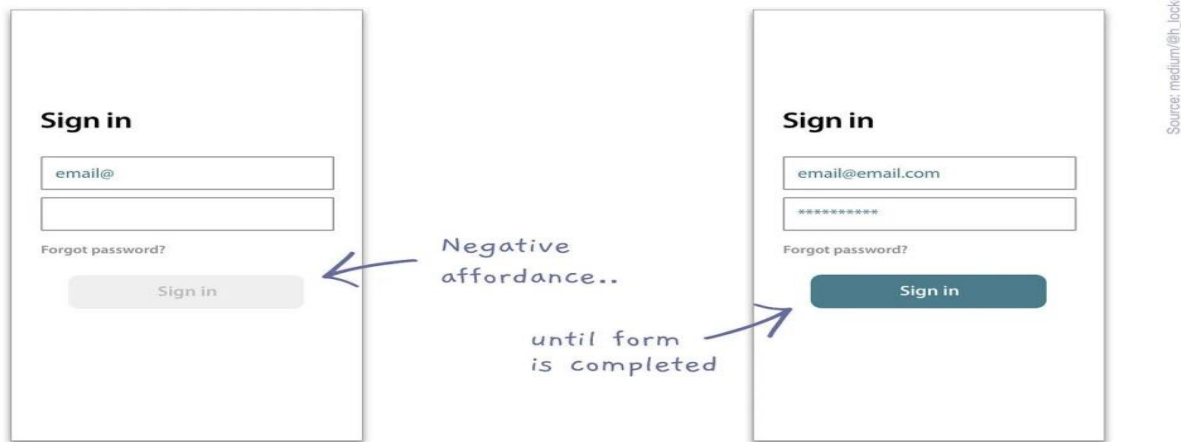 Sign in
email@
Forgot password?
Sign in
Negative
affordance..
until form
is completed
Sign in
email@email.com
**********
Forgot password?
Sign in
Source: medium/@h_lock